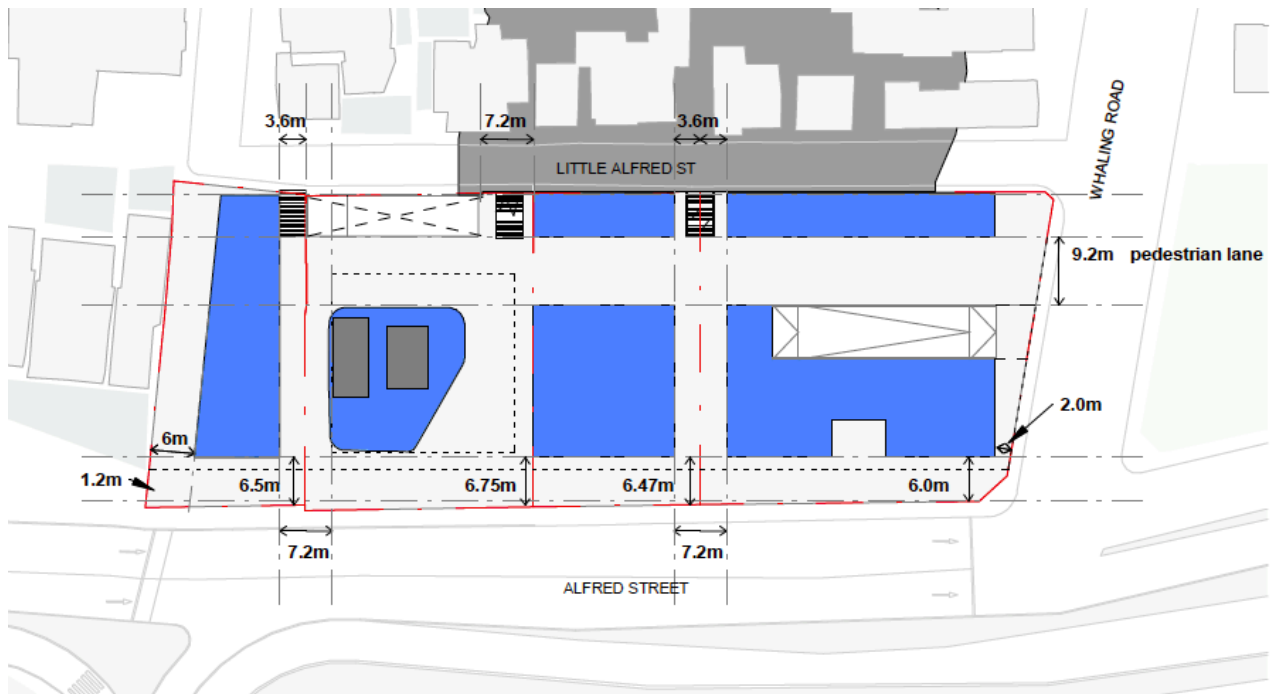 3.6m
7.2m
3.6m
WHALING ROAD
LITTLE ALFRED ST
9.2m pedestrian lane
2.0m
6m
1.2m
6.5m
6.75m
6.47m
6.0m
7.2m
7.2m
ALFRED STREET